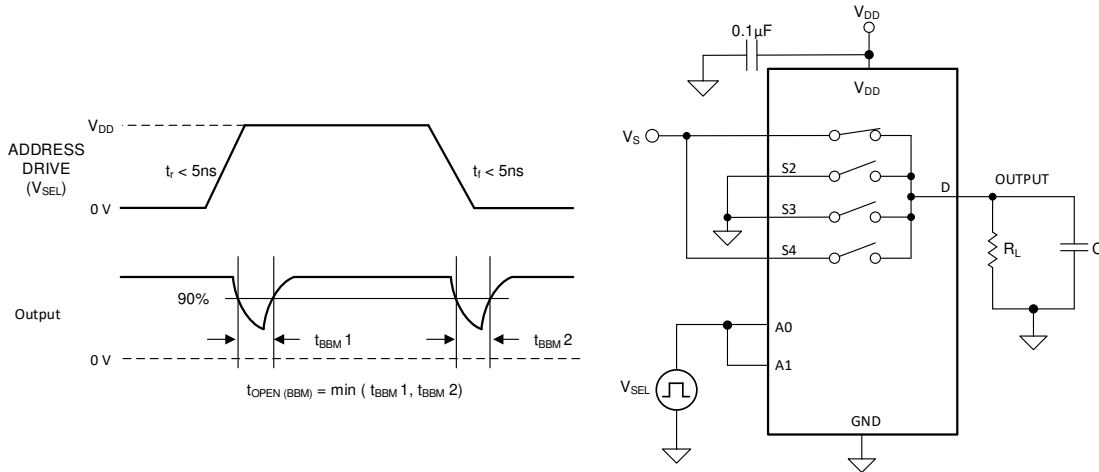 V_DD
ADDRESS
DRIVE
(V_SEL)
t_r < 5ns
t_f < 5ns
0 V
Output
90%
t_BBM 1
t_BBM 2
0 V
t_OPEN (BBM) = min ( t_BBM 1, t_BBM 2)
V_DD
0.1µF
V_DD
V_S
S2
S3
S4
D
OUTPUT
R_L
A0
A1
V_SEL
GND